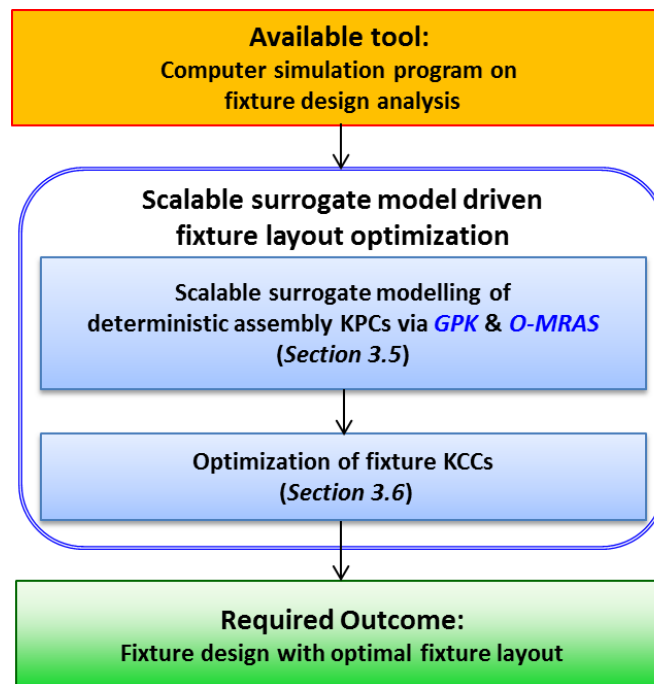 Available tool:
Computer simulation program on
fixture design analysis
Scalable surrogate model driven
fixture layout optimization
Scalable surrogate modelling of
deterministic assembly KPCs via GPK & O-MRAS
(Section 3.5)
Optimization of fixture KCCs
(Section 3.6)
Required Outcome:
Fixture design with optimal fixture layout